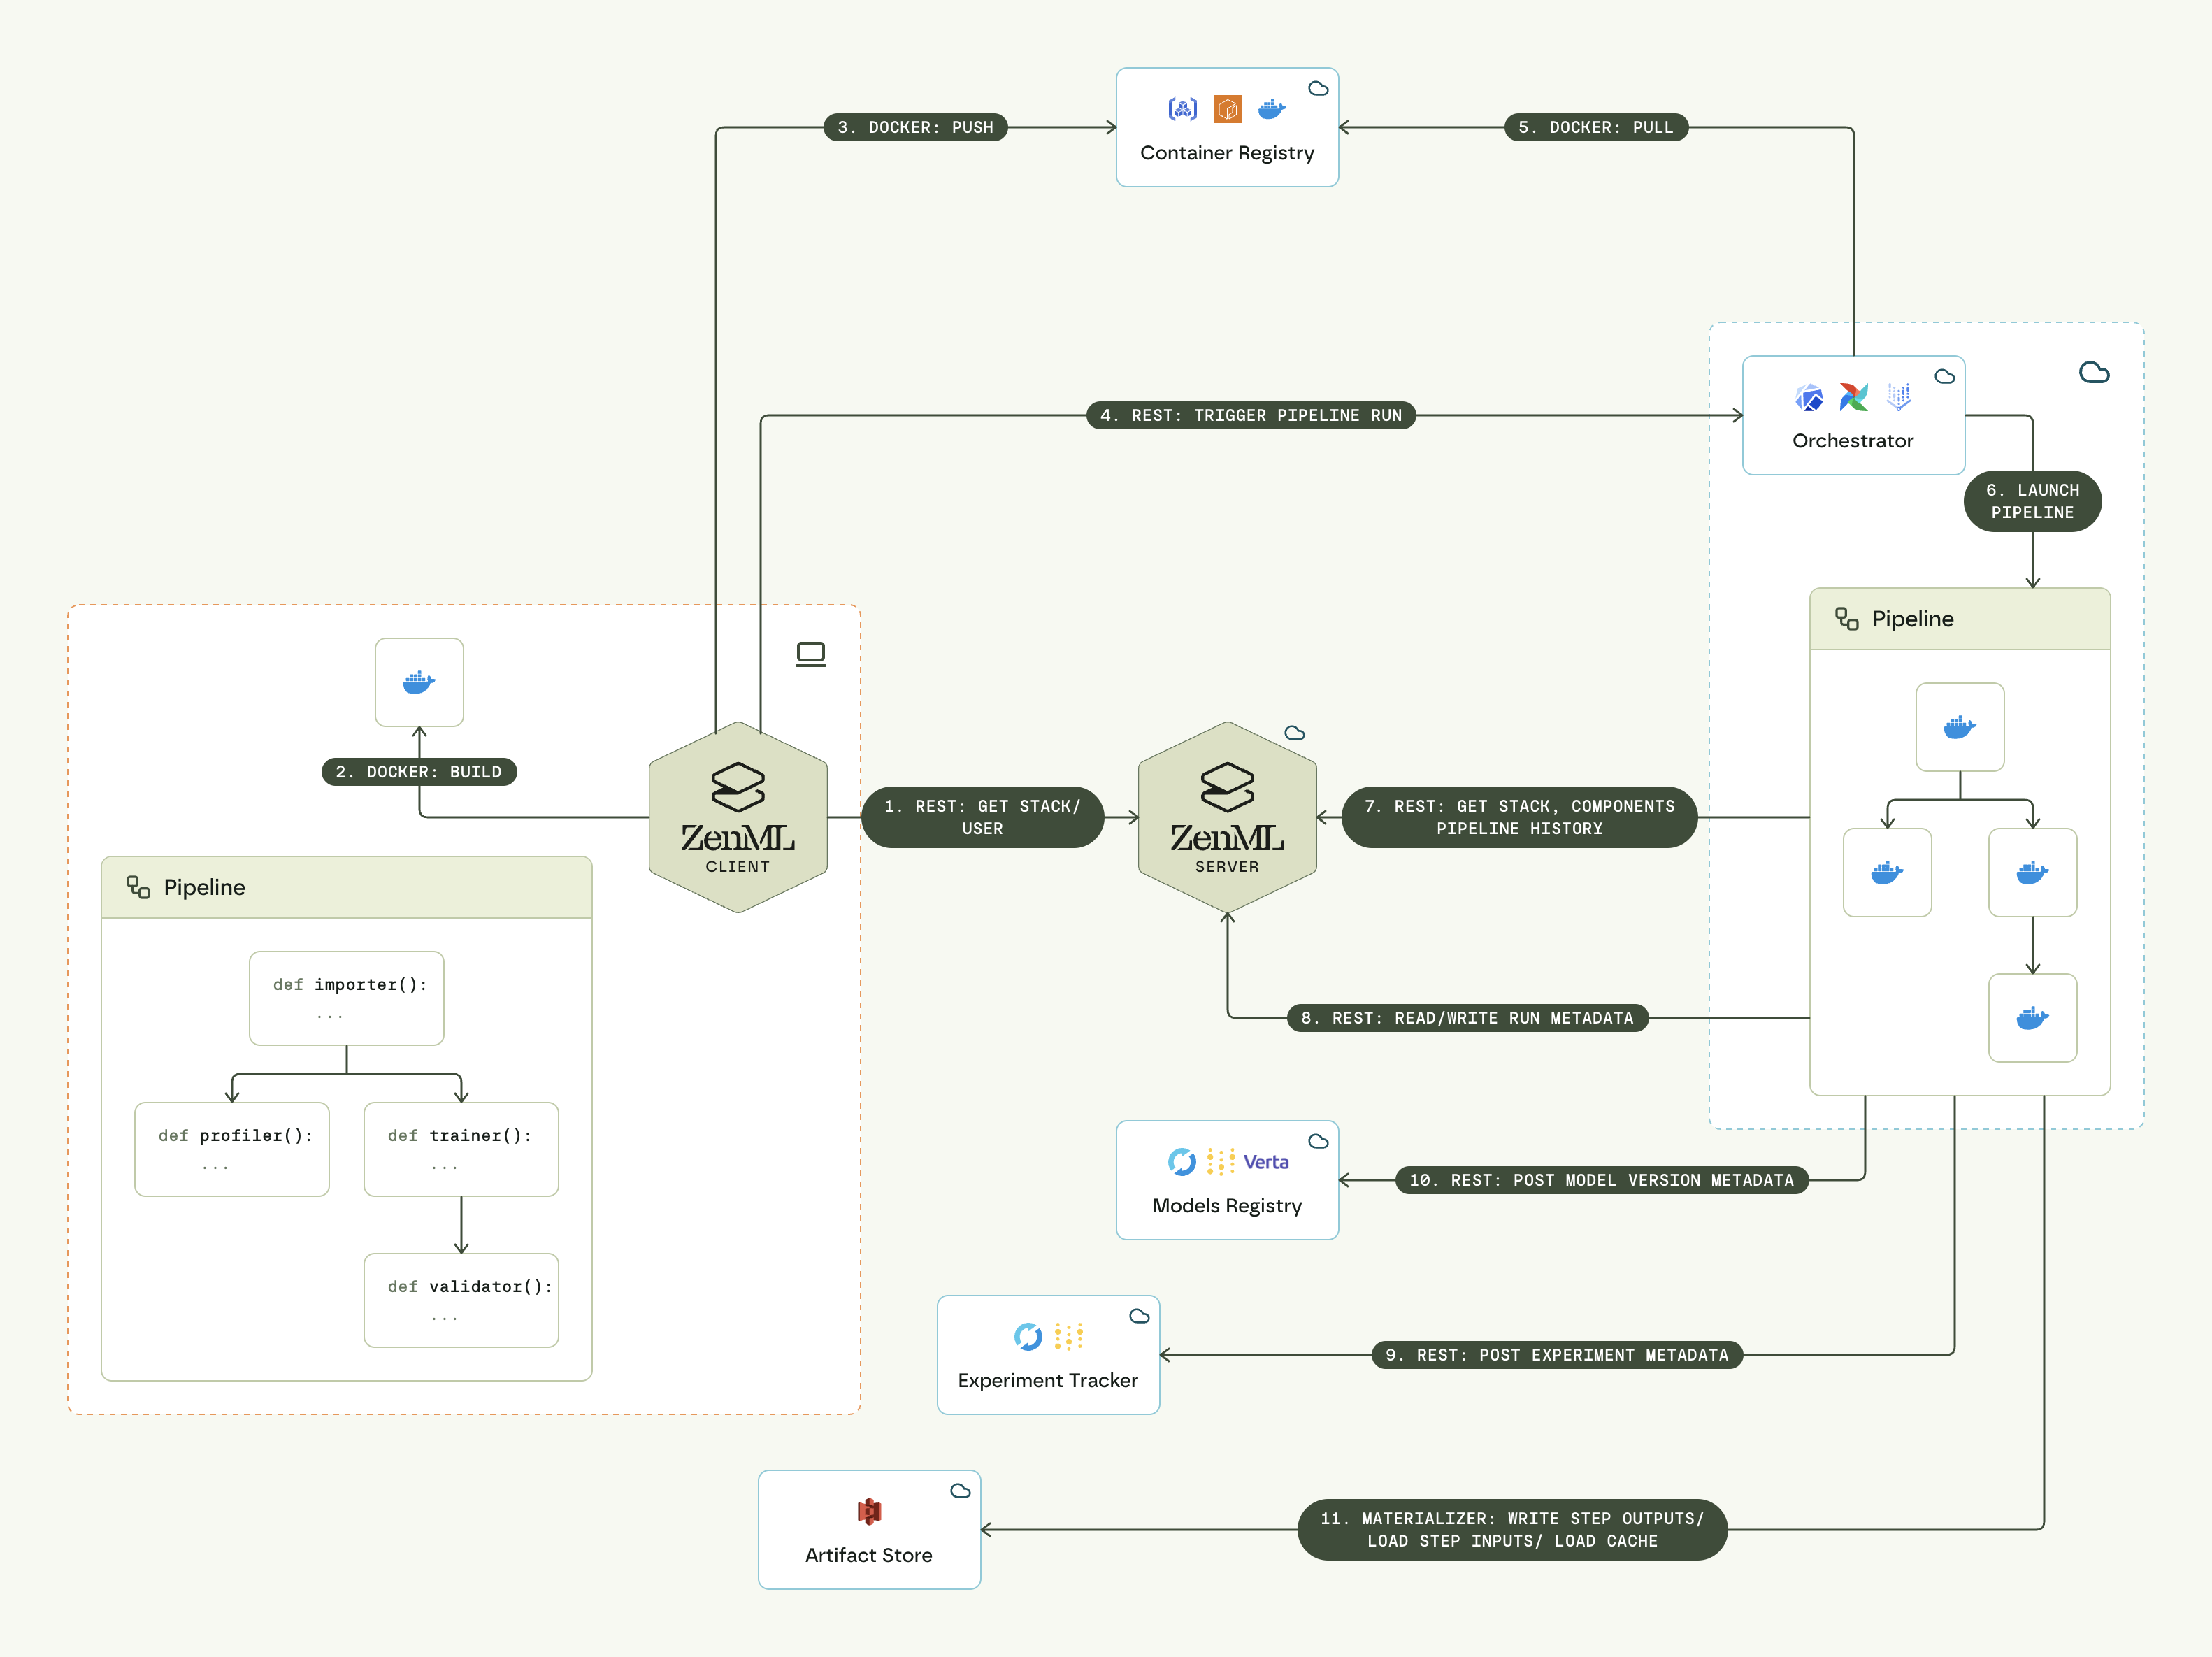 3. DOCKER: PUSH
Container Registry
5. DOCKER: PULL
4. REST: TRIGGER PIPELINE RUN
Orchestrator
6. LAUNCH
PIPELINE
Pipeline
2. DOCKER: BUILD
ZenML
CLIENT
1. REST: GET STACK/
USER
ZenML
SERVER
7. REST: GET STACK, COMPONENTS
PIPELINE HISTORY
Pipeline
def importer():
...
def profiler():
...
def trainer():
...
def validator():
...
8. REST: READ/WRITE RUN METADATA
Verta
Models Registry
10. REST: POST MODEL VERSION METADATA
Experiment Tracker
9. REST: POST EXPERIMENT METADATA
Artifact Store
11. MATERIALIZER: WRITE STEP OUTPUTS/
LOAD STEP INPUTS/ LOAD CACHE